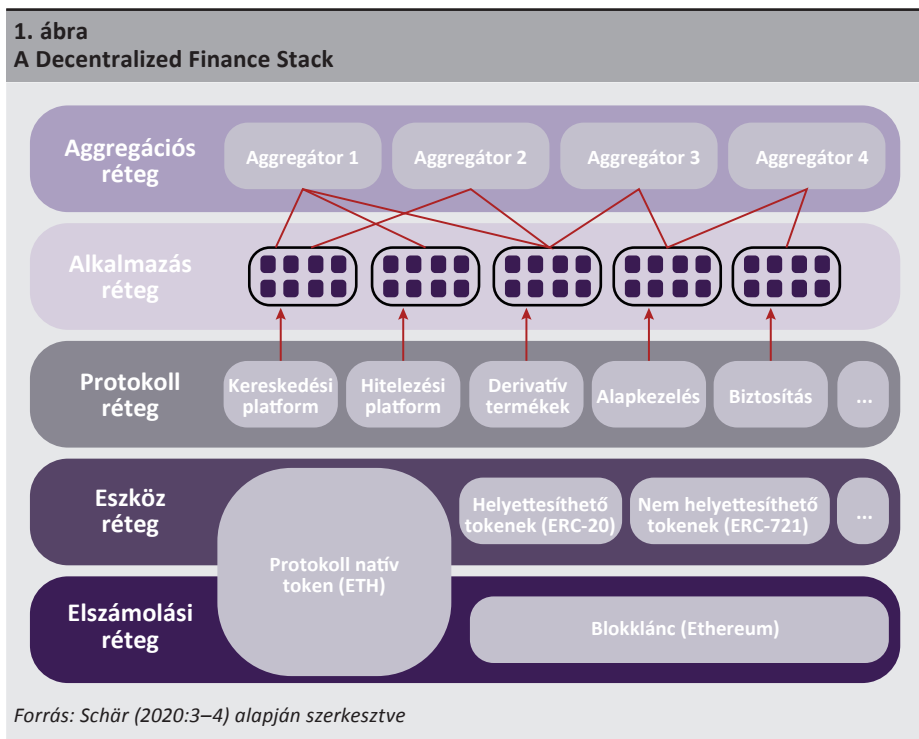 1. ábra
A Decentralized Finance Stack
Aggregációs
réteg
Aggregátor 1
Aggregátor 2
Aggregátor 3
Aggregátor 4
Alkalmazás
réteg
Protokoll
réteg
Kereskedési
platform
Hitelezési
platform
Derivatív
termékek
Alapkezelés
Biztosítás
...
Eszköz
réteg
Helyettesíthető
tokenek (ERC-20)
Nem helyettesíthető
tokenek (ERC-721)
...
Protokoll natív
token (ETH)
Elszámolási
réteg
Blokklánc (Ethereum)
Forrás: Schär (2020:3–4) alapján szerkesztve